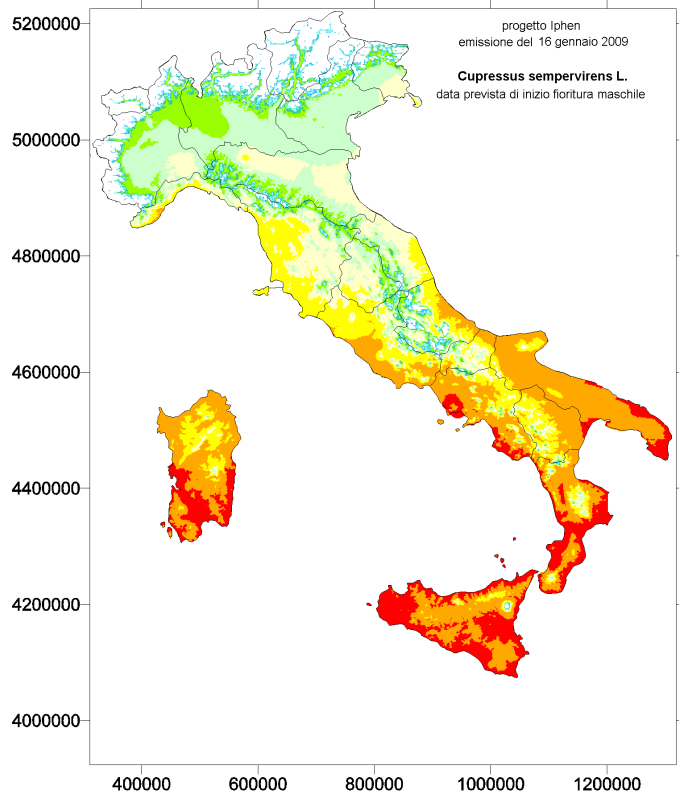 progetto Iphen
emissione del 16 gennaio 2009
Cupressus sempervirens L.
data prevista di inizio fioritura maschile
5200000
5000000
4800000
4600000
4400000
4200000
4000000
400000 600000 800000 1000000 1200000